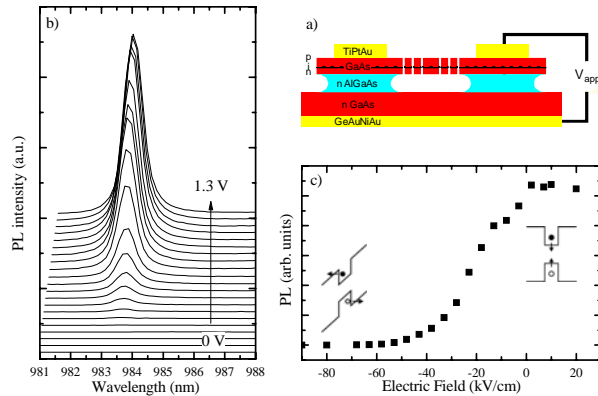 b)
PL intensity (a.u.)
1.3 V
0 V
981 982 983 984 985 986 987 988
Wavelength (nm)
a)
TiPtAu
p
i
n
GaAs
n AlGaAs
n GaAs
GeAuNiAu
V app
c)
PL (arb. units)
-80 -60 -40 -20 0 20
Electric Field (kV/cm)